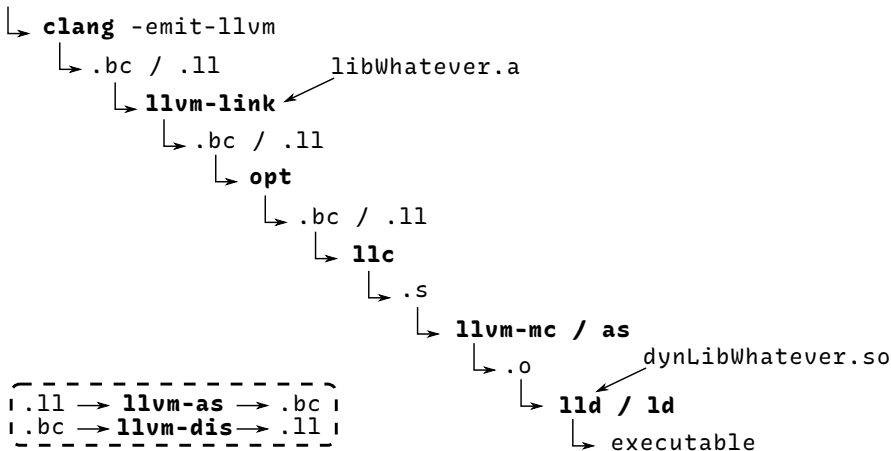 clang -emit-llvm
.bc / .ll
libWhatever.a
llvm-link
.bc / .ll
opt
.bc / .ll
llc
.s
llvm-mc / as
.o
dynLibWhatever.so
lld / ld
executable
.ll llvm-as .bc
.bc llvm-dis .ll